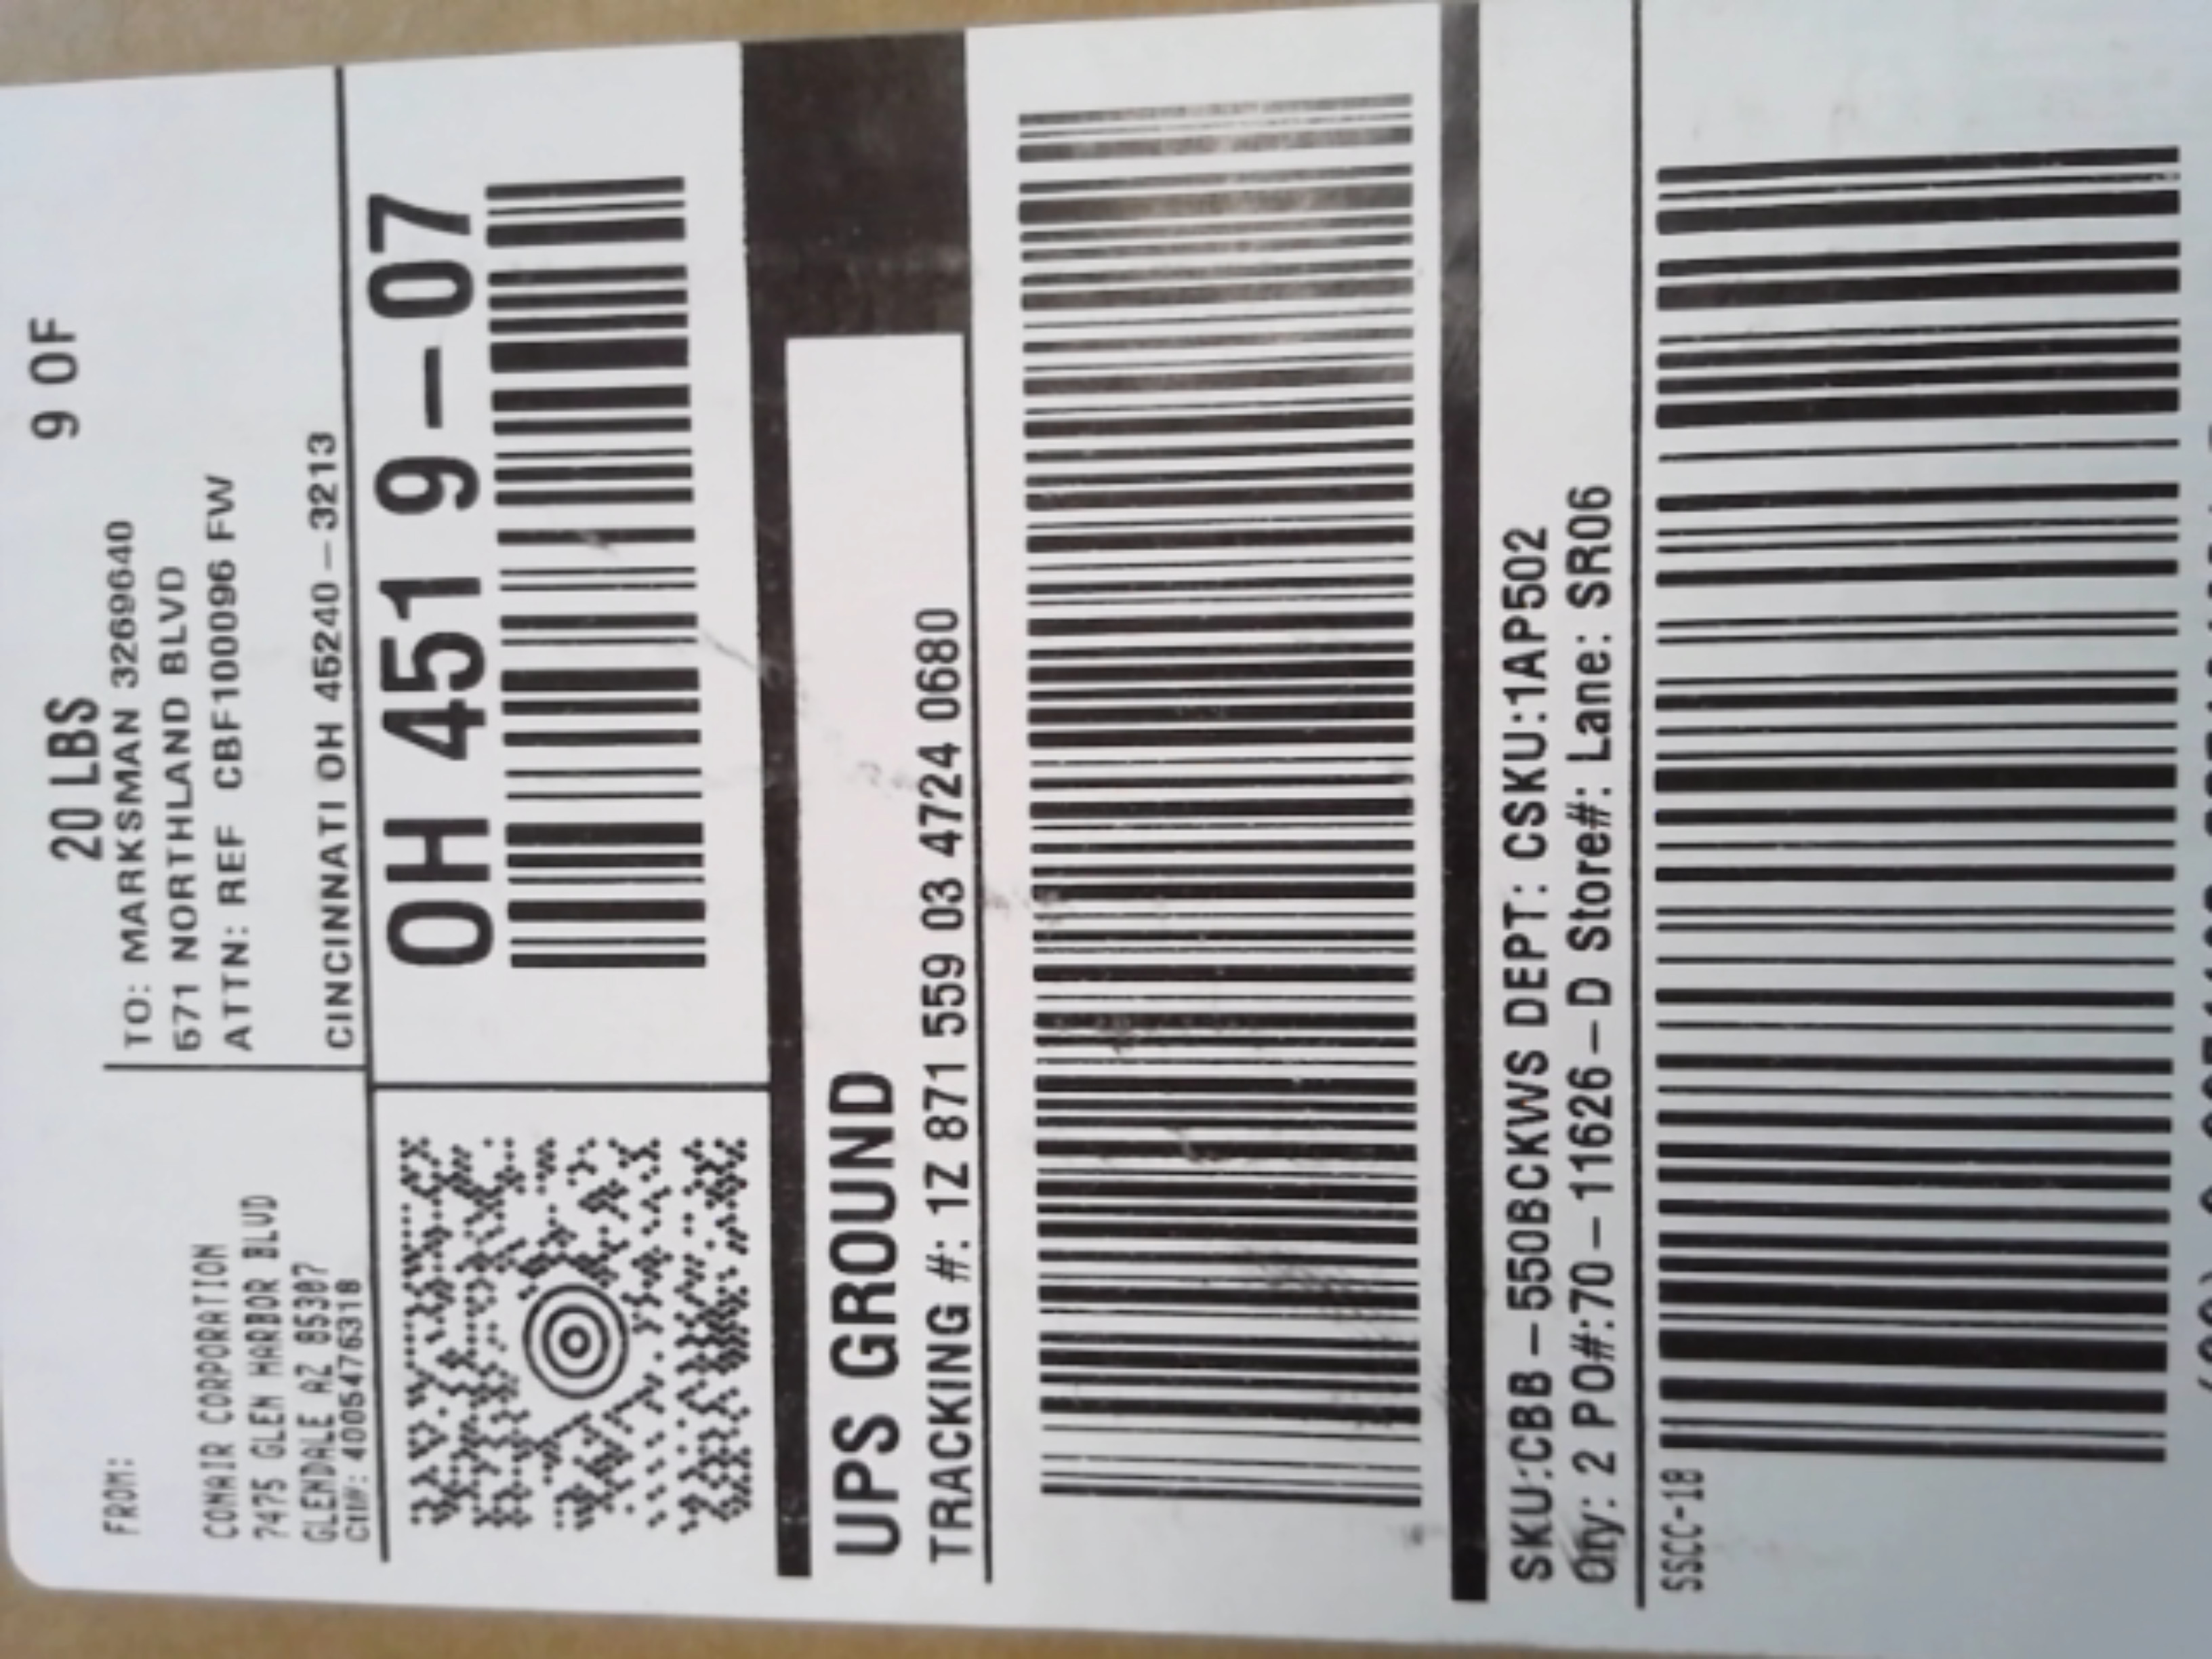 20 LBS 9 OF
FROM:
CONAIR CORPORATION
7475 GLEN HARBOR BLVD
GLENDALE AZ 85307
4005476318
TO: MARKSMAN 3269640
571 NORTHLAND BLVD
ATTN: REF CBF100096 FW
CINCINNATI OH 45240-3213
OH 451 9-07
UPS GROUND
TRACKING #: 1Z 871 559 03 4724 0680
SKU:CBB-550BCKWS DEPT: CSKU:1AP502
Qty: 2 PO#:70-11626-D Store#: Lane: SR06
SSCC-18